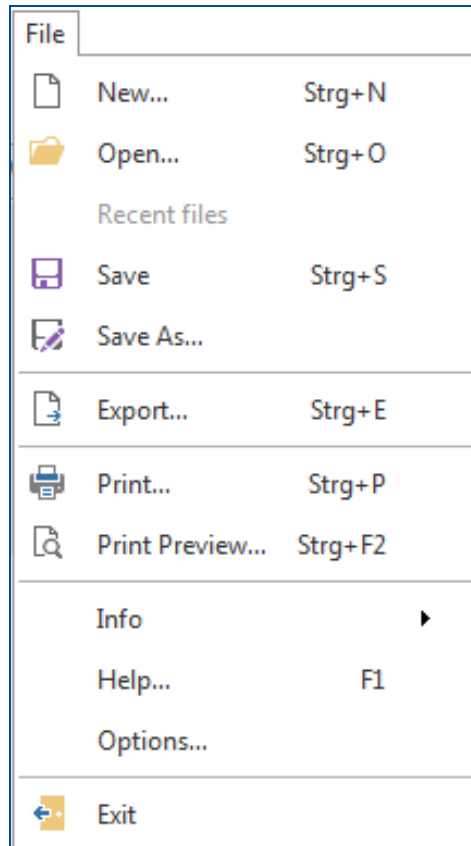 File
New... Strg+N
Open... Strg+O
Recent files
Save Strg+S
Save As...
Export... Strg+E
Print... Strg+P
Print Preview... Strg+F2
Info
Help... F1
Options...
Exit